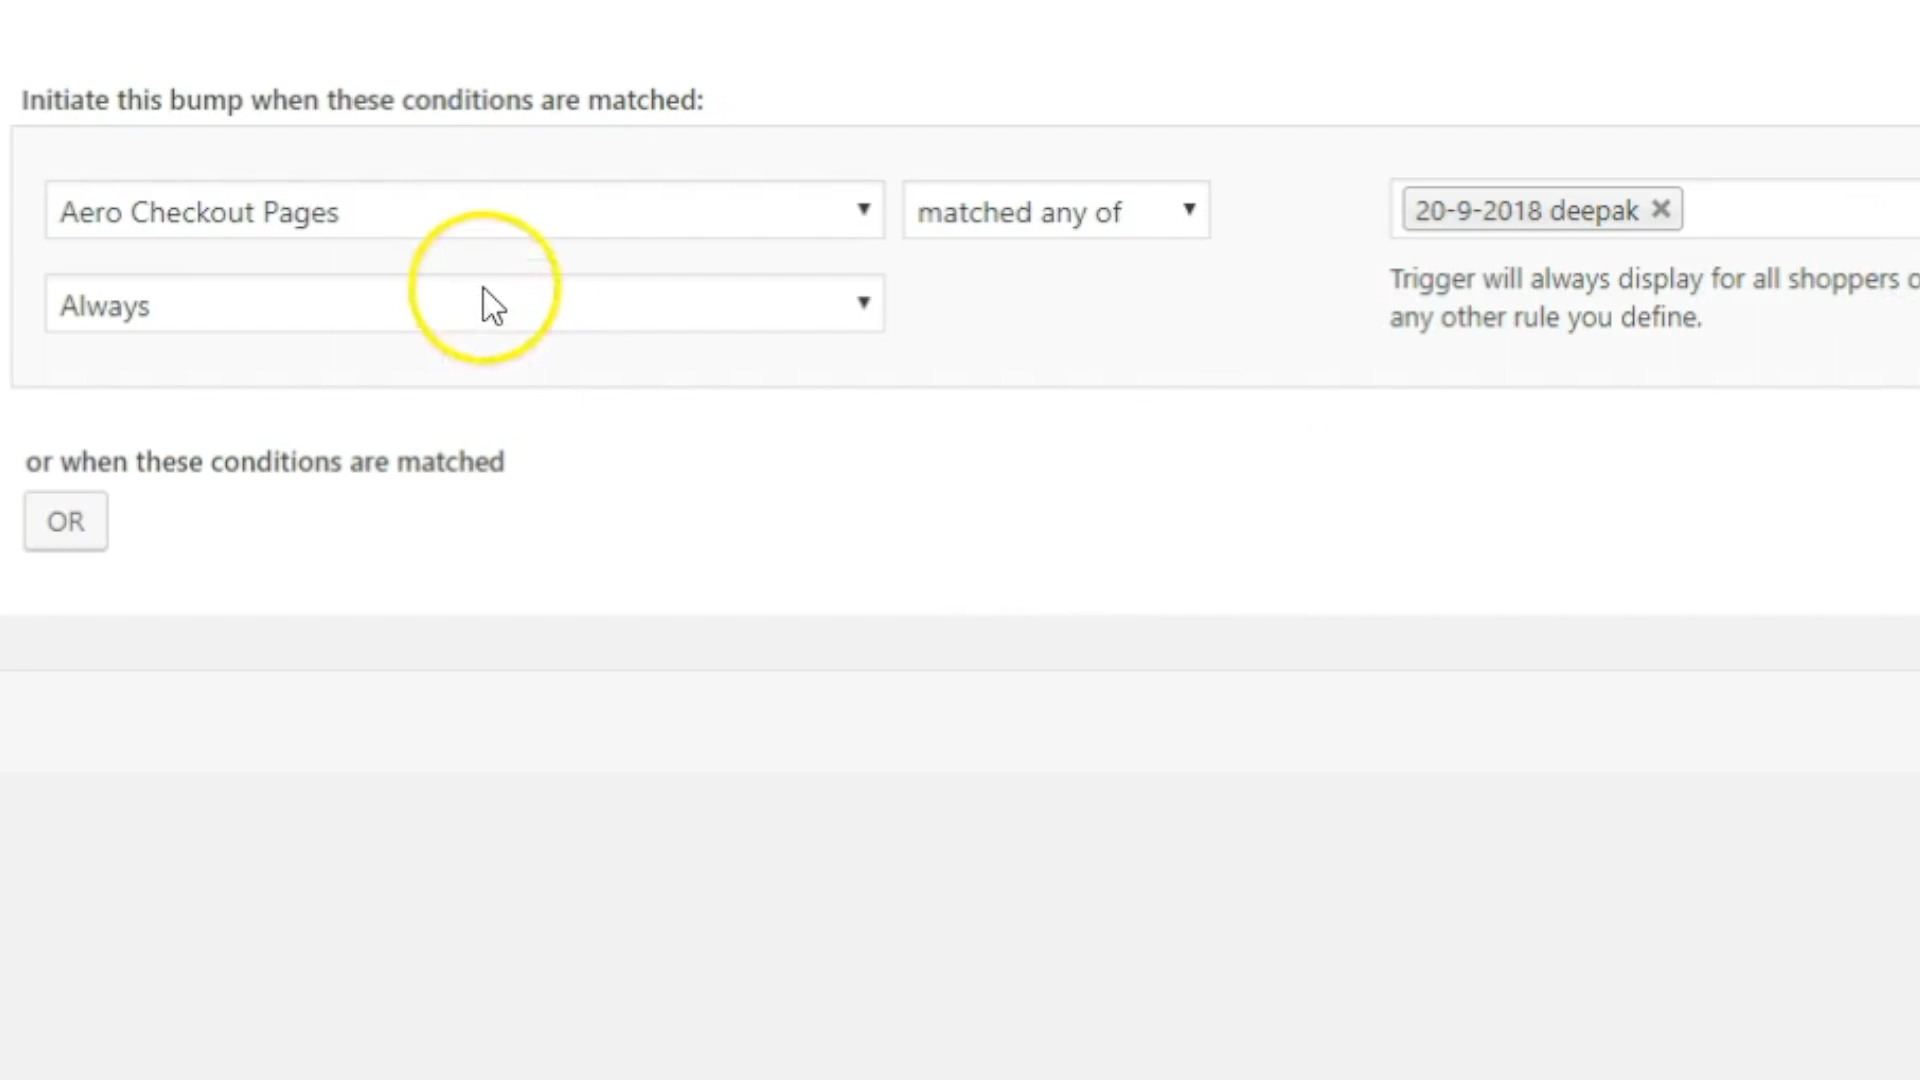 Initiate this bump when these conditions are matched:
Aero Checkout Pages
matched any of
20-9-2018 deepak
Always
Trigger will always display for all shoppers
any other rule you define.
or when these conditions are matched
OR